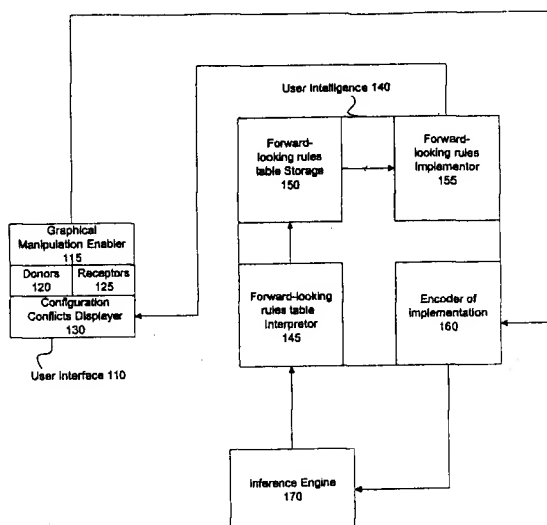 User Intelligence 140
Forward-
looking rules
table Storage
150
Forward-
looking rules
Implementor
155
Graphical
Manipulation Enabler
115
Donors
120
Receptors
125
Configuration
Conflicts Displayer
130
User Interface 110
Forward-looking
rules table
Interpretor
145
Encoder of
implementation
160
Inference Engine
170